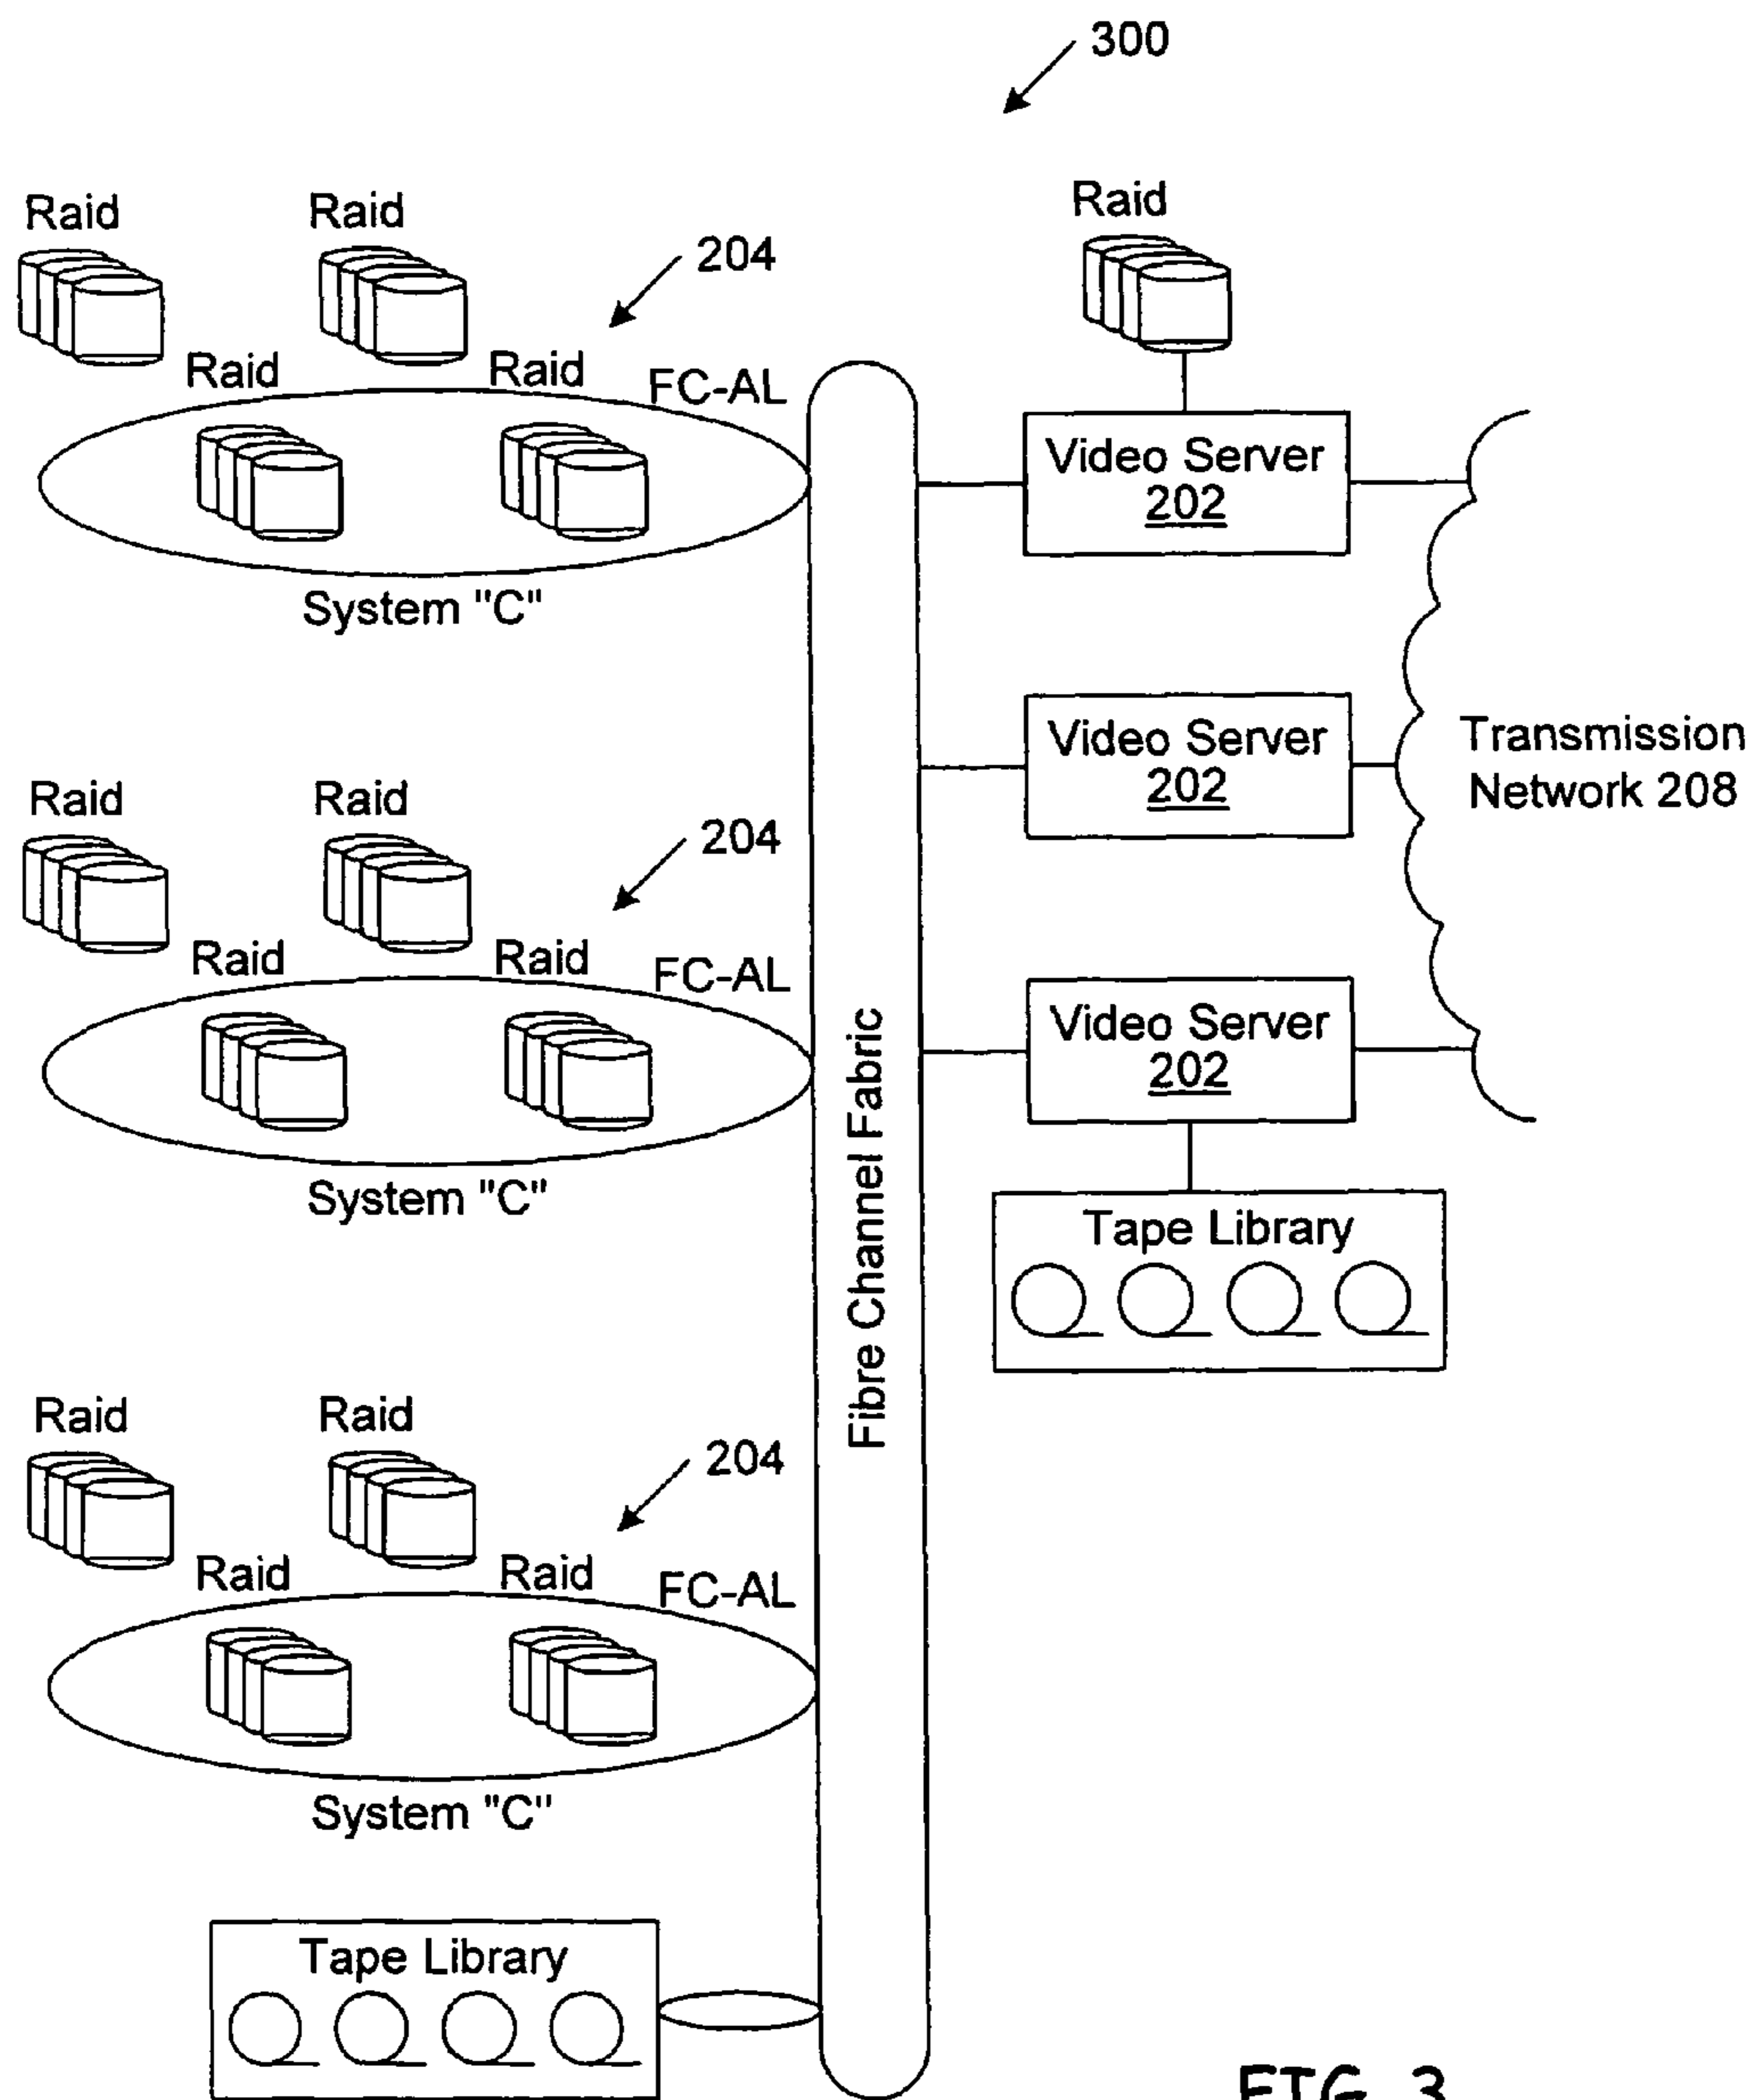 300
Raid
Raid
Raid
204
Raid
Raid
FC-AL
System "C"
Video Server
202
Raid
Raid
204
Raid
Raid
FC-AL
System "C"
Video Server
202
Transmission
Network 208
Video Server
202
Tape Library
Fibre Channel Fabric
Raid
Raid
204
Raid
Raid
FC-AL
System "C"
Tape Library
FIG. 3